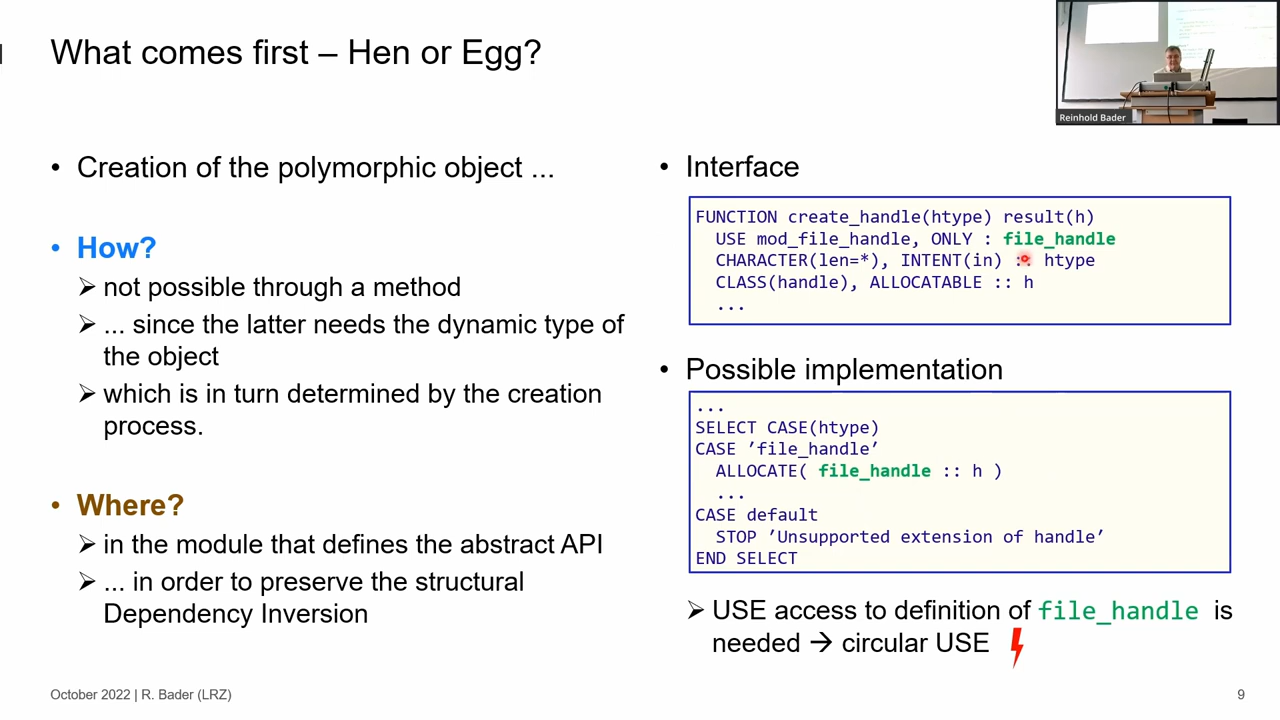 What comes first – Hen or Egg?
Reinhold Bader
• Creation of the polymorphic object ...
• How?
➢ not possible through a method
➢ ... since the latter needs the dynamic type of
the object
➢ which is in turn determined by the creation
process.
• Where?
➢ in the module that defines the abstract API
➢ ... in order to preserve the structural
Dependency Inversion
• Interface
FUNCTION create_handle(htype) result(h)
USE mod_file_handle, ONLY : file_handle
CHARACTER(len=*), INTENT(in) :: htype
CLASS(handle), ALLOCATABLE :: h
...
• Possible implementation
...
SELECT CASE(htype)
CASE ’file_handle’
ALLOCATE( file_handle :: h )
...
CASE default
STOP ’Unsupported extension of handle’
END SELECT
➢ USE access to definition of file_handle is
needed → circular USE
October 2022 | R. Bader (LRZ)
9